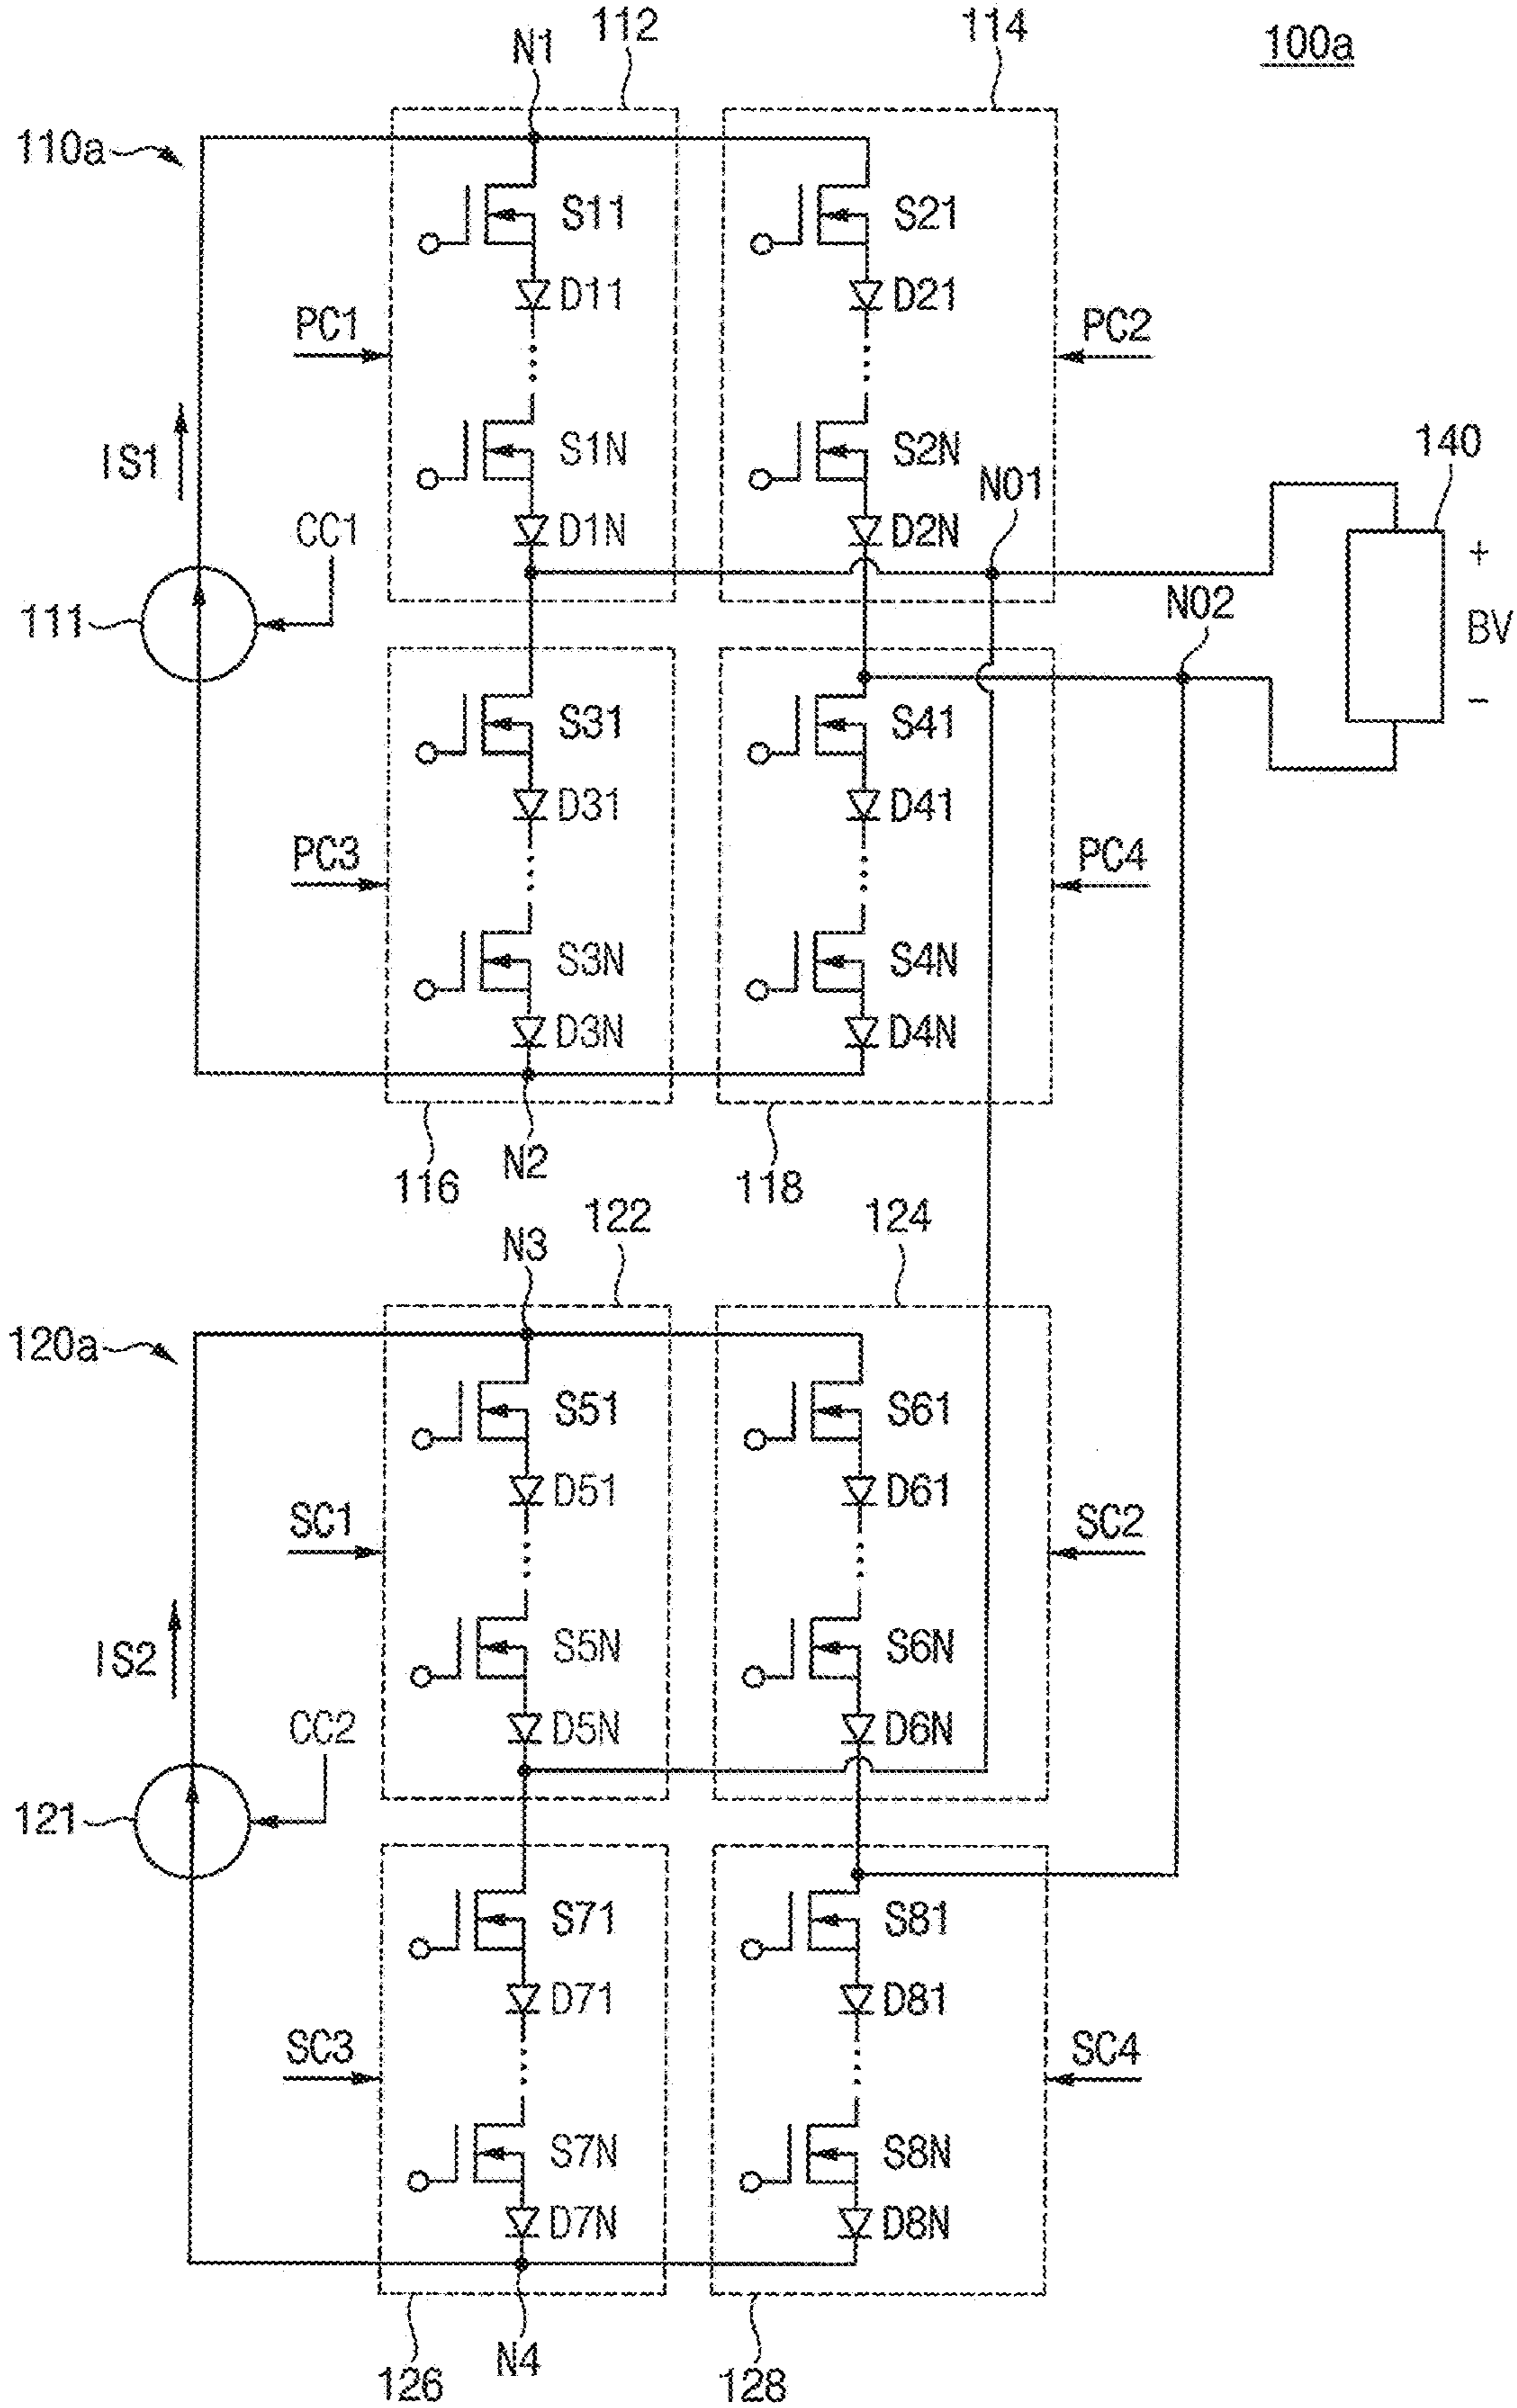 100a
112
114
N1
110a
S11
S21
D11
D21
PC1
PC2
140
IS1
S1N
S2N
NO1
CC1
D1N
D2N
+
NO2
111
BV
S31
S41
−
D31
D41
PC3
PC4
S3N
S4N
D3N
D4N
N2
116
118
122
124
N3
120a
S51
S61
D51
D61
SC1
SC2
IS2
S5N
S6N
CC2
D5N
D6N
121
S71
S81
D71
D81
SC3
SC4
S7N
S8N
D7N
D8N
N4
126
128